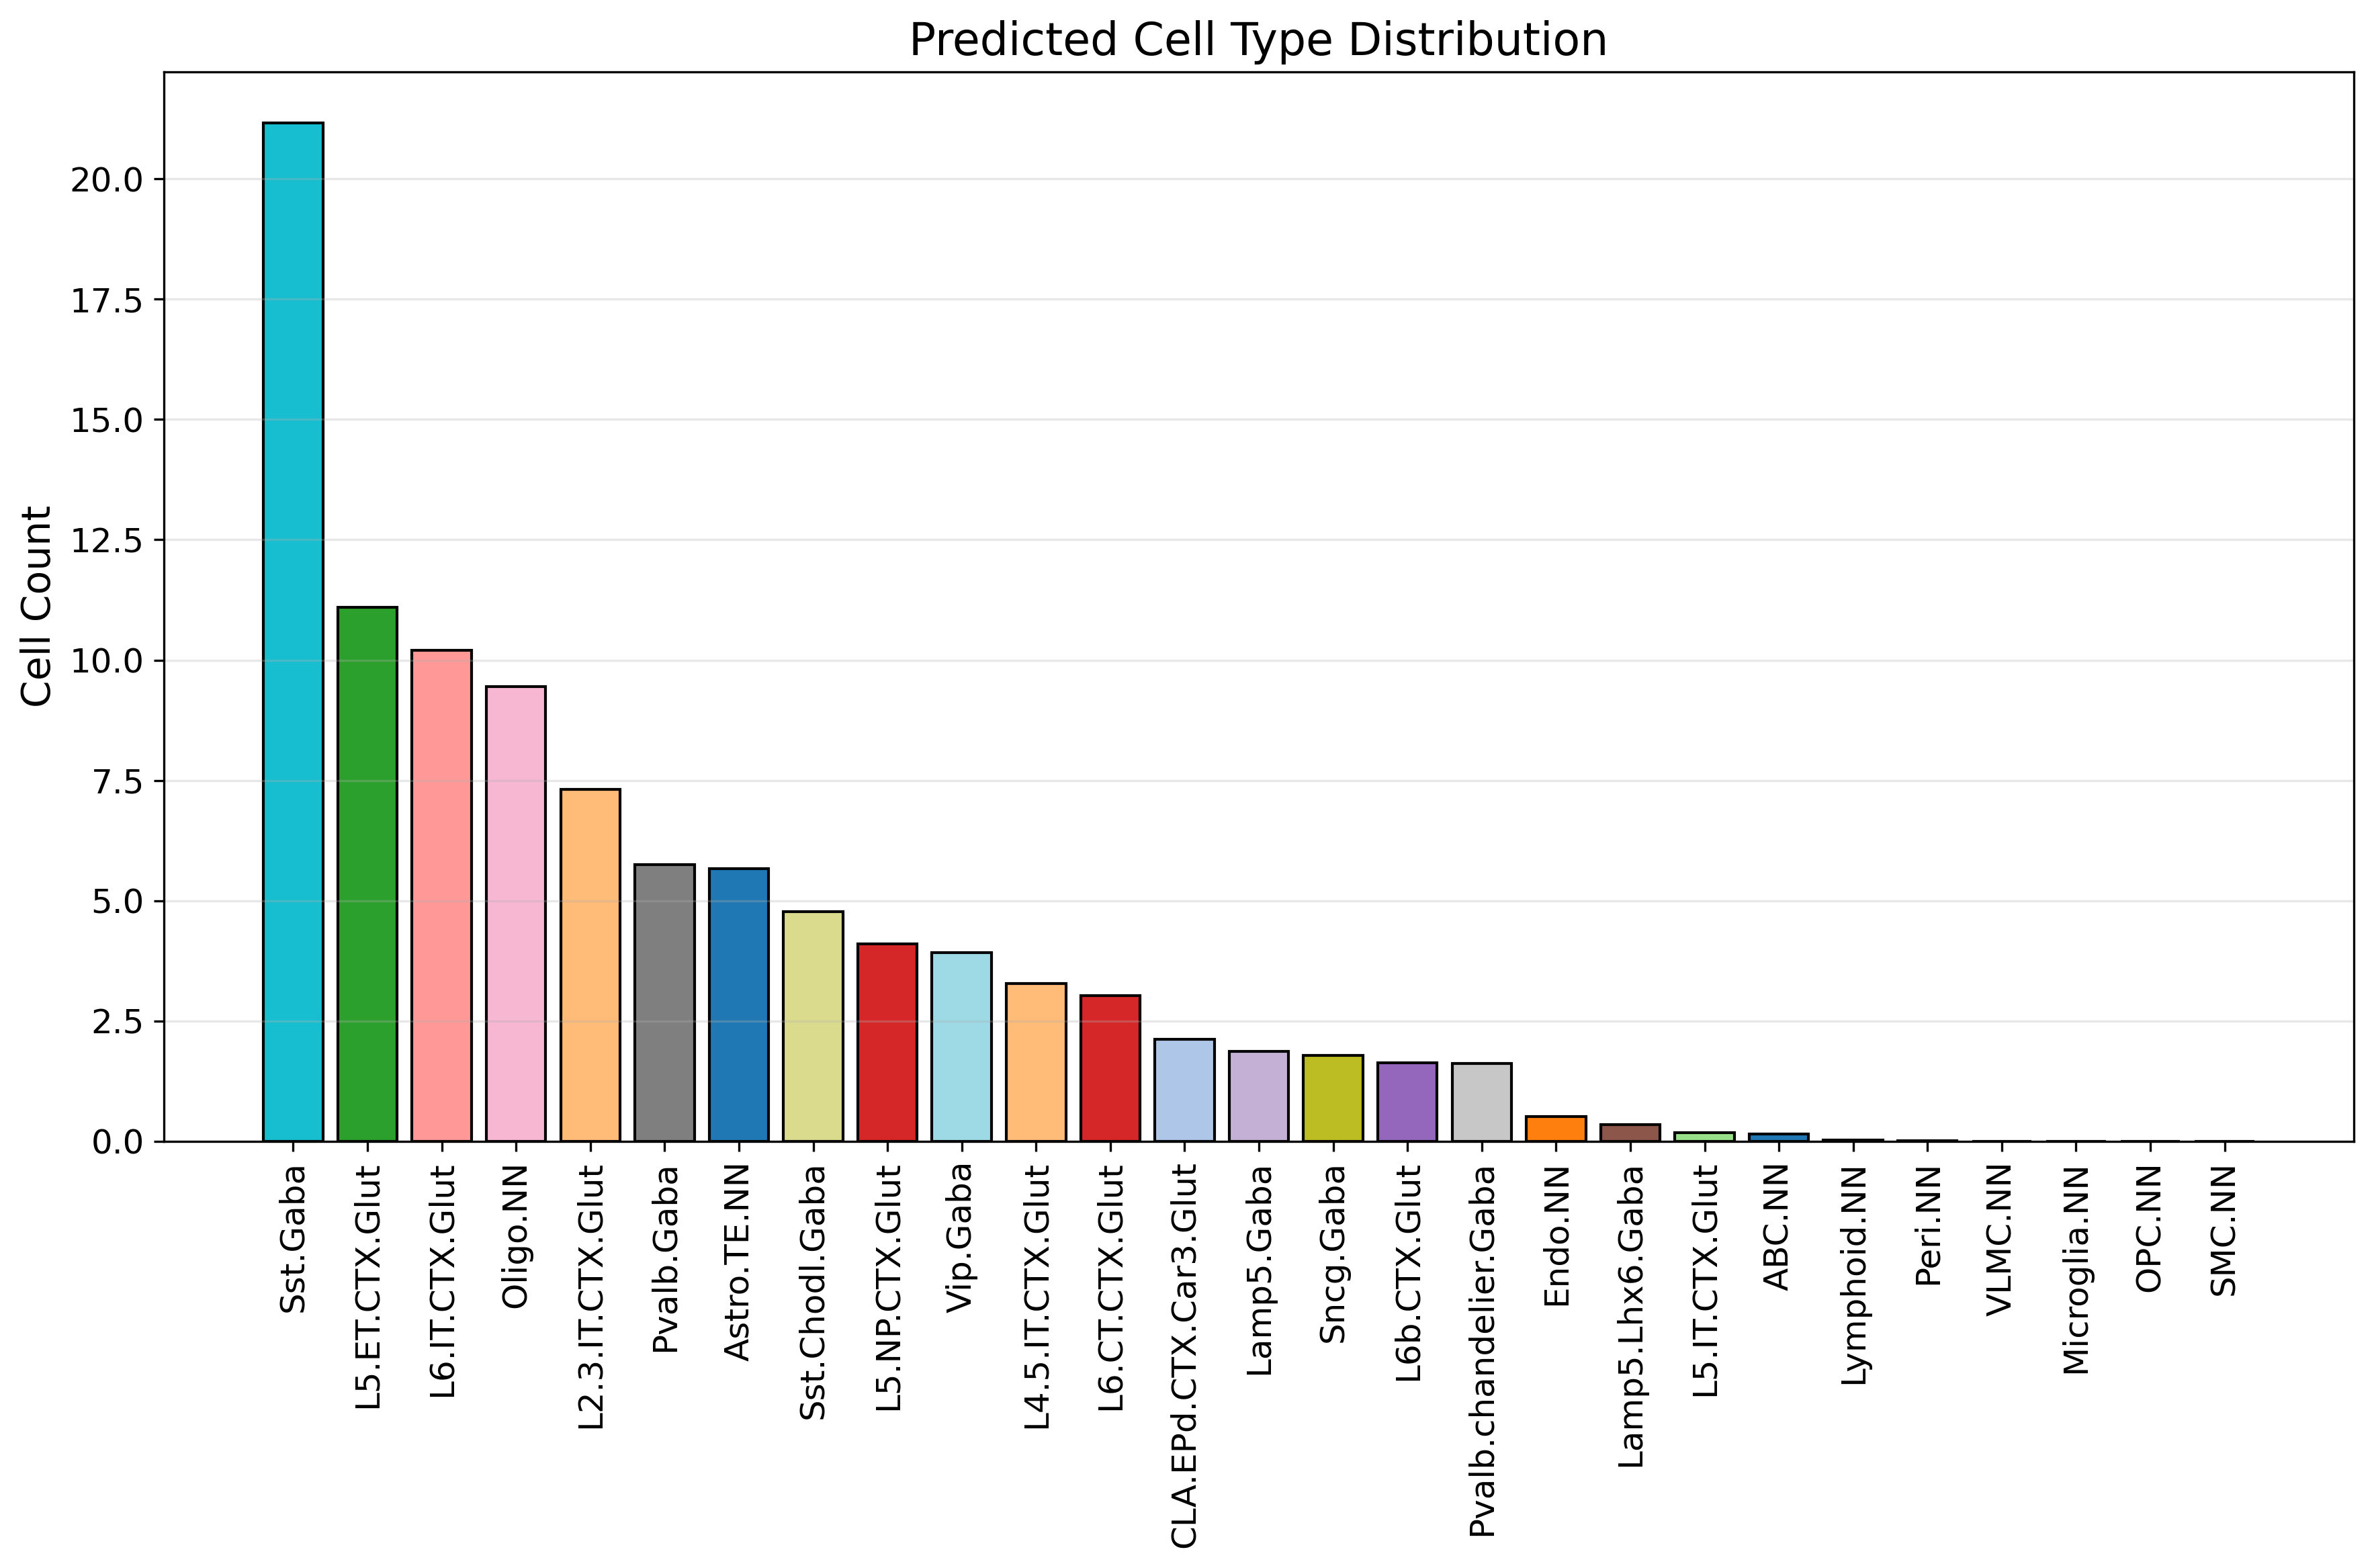 Predicted Cell Type Distribution
Cell Count
20.0
17.5
15.0
12.5
10.0
7.5
5.0
2.5
0.0
Sst.Gaba
L5.ET.CTX.Glut
L6.IT.CTX.Glut
Oligo.NN
L2.3.IT.CTX.Glut
Pvalb.Gaba
Astro.TE.NN
Sst.Chodl.Gaba
L5.NP.CTX.Glut
Vip.Gaba
L4.5.IT.CTX.Glut
L6.CT.CTX.Glut
CLA.EPd.CTX.Car3.Glut
Lamp5.Gaba
Sncg.Gaba
L6b.CTX.Glut
Pvalb.chandelier.Gaba
Endo.NN
Lamp5.Lhx6.Gaba
L5.IT.CTX.Glut
ABC.NN
Lymphoid.NN
Peri.NN
VLMC.NN
Microglia.NN
OPC.NN
SMC.NN